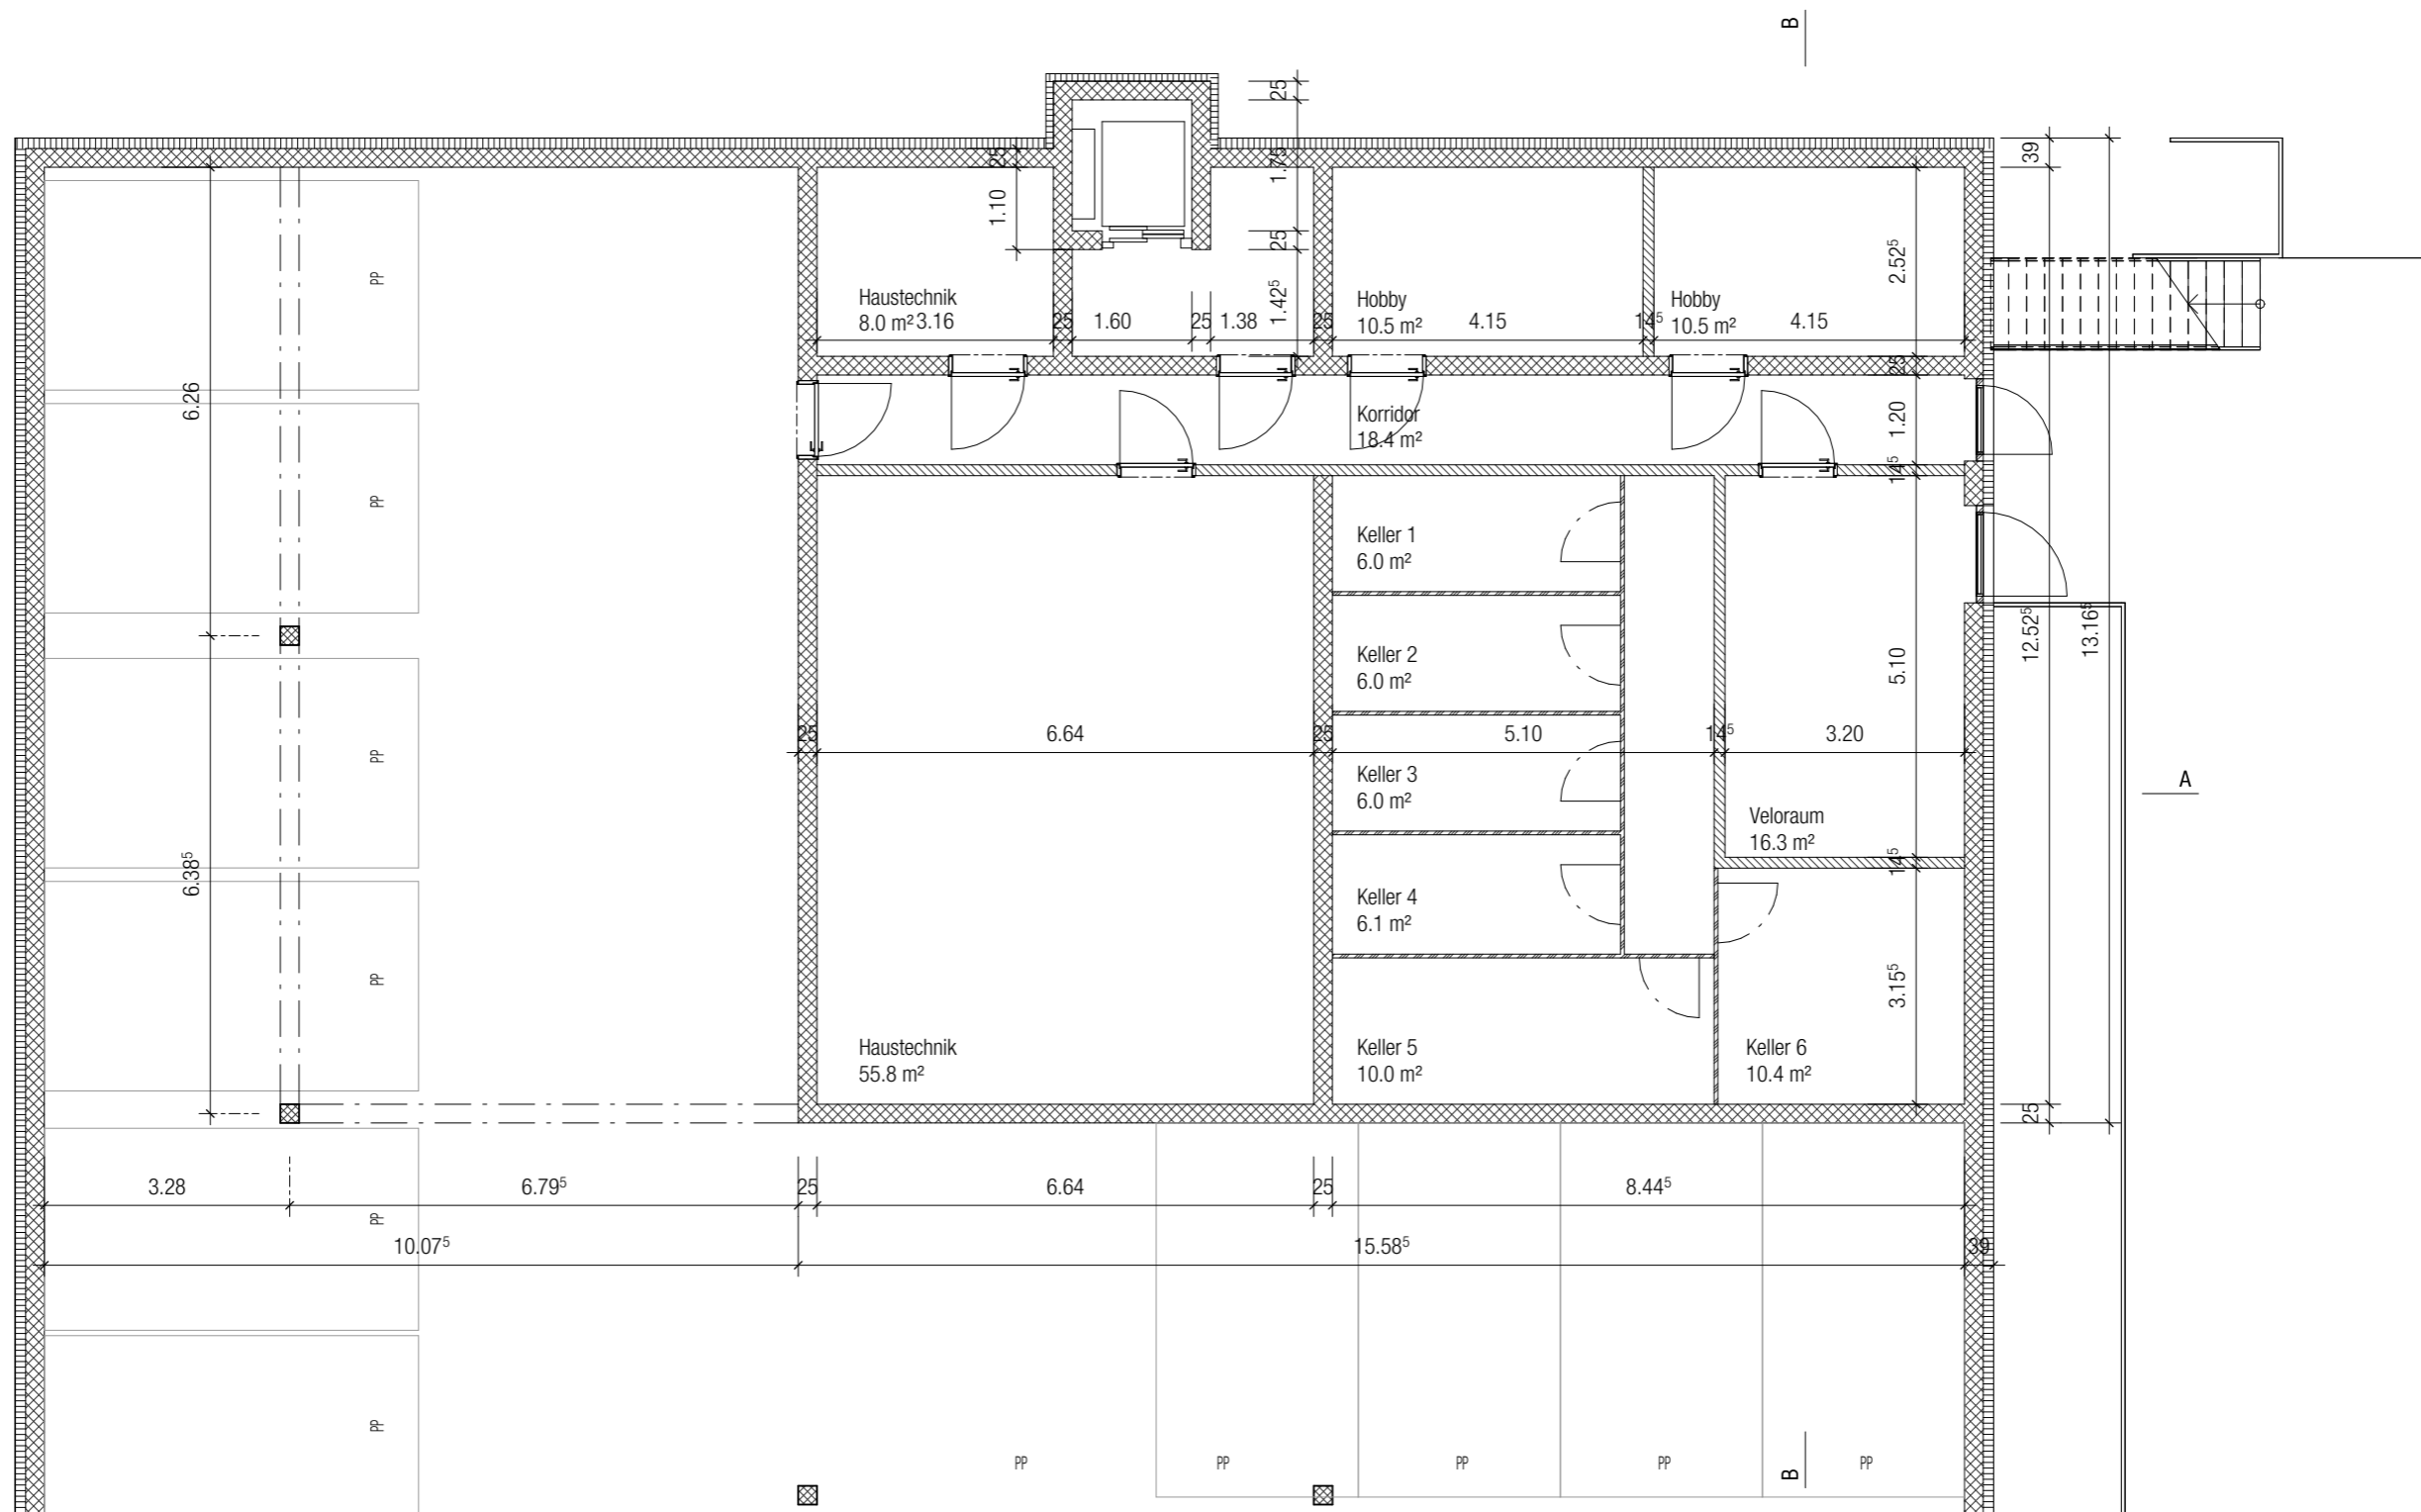 B
25
39
25
1.75
1.10
PP
25
2.52⁵
Haustechnik
8.0 m²
3.16
25
1.60
25
1.38
1.42⁵
25
Hobby
10.5 m²
4.15
14⁵
Hobby
10.5 m²
4.15
25
6.26
Korridor
18.4 m²
1.20
14⁵
PP
Keller 1
6.0 m²
12.52⁵
13.16⁵
Keller 2
6.0 m²
5.10
25
6.64
25
5.10
14⁵
3.20
PP
Keller 3
6.0 m²
A
Veloraum
16.3 m²
14⁵
6.38⁵
Keller 4
6.1 m²
PP
3.15⁵
Haustechnik
55.8 m²
Keller 5
10.0 m²
Keller 6
10.4 m²
25
3.28
6.79⁵
25
6.64
25
8.44⁵
PP
10.07⁵
15.58⁵
39
PP
PP
PP
PP
PP
B
PP